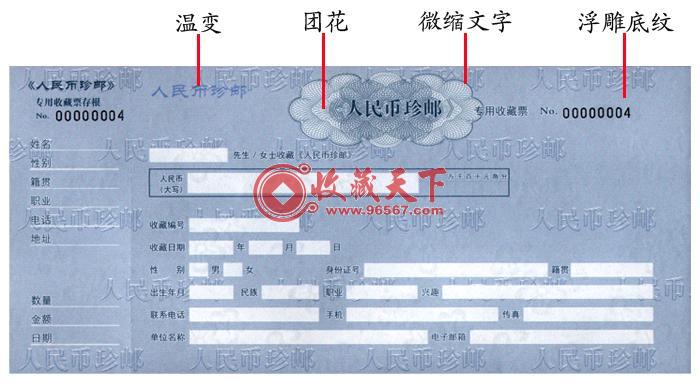 温变 团花 微缩文字 浮雕底纹
《人民币珍邮》
专用收藏票存根
No. 00000004
姓名
性别
籍贯
职业
电话
地址
数量
金额
日期
人民币珍邮
人民币珍邮
专用收藏票 No. 00000004
先生/女士收藏《人民币珍邮》
人民币
(大写)
万 千 百 十 元 角 分
收藏天下
www.96567.com
收藏编号
收藏日期 年 月 日
性 别 男 女 身份证号 籍贯
出生年月 民族 职业 兴趣
联系电话 手机 传真
单位名称 电子邮箱
人民币珍邮 人民币珍邮 人民币珍邮